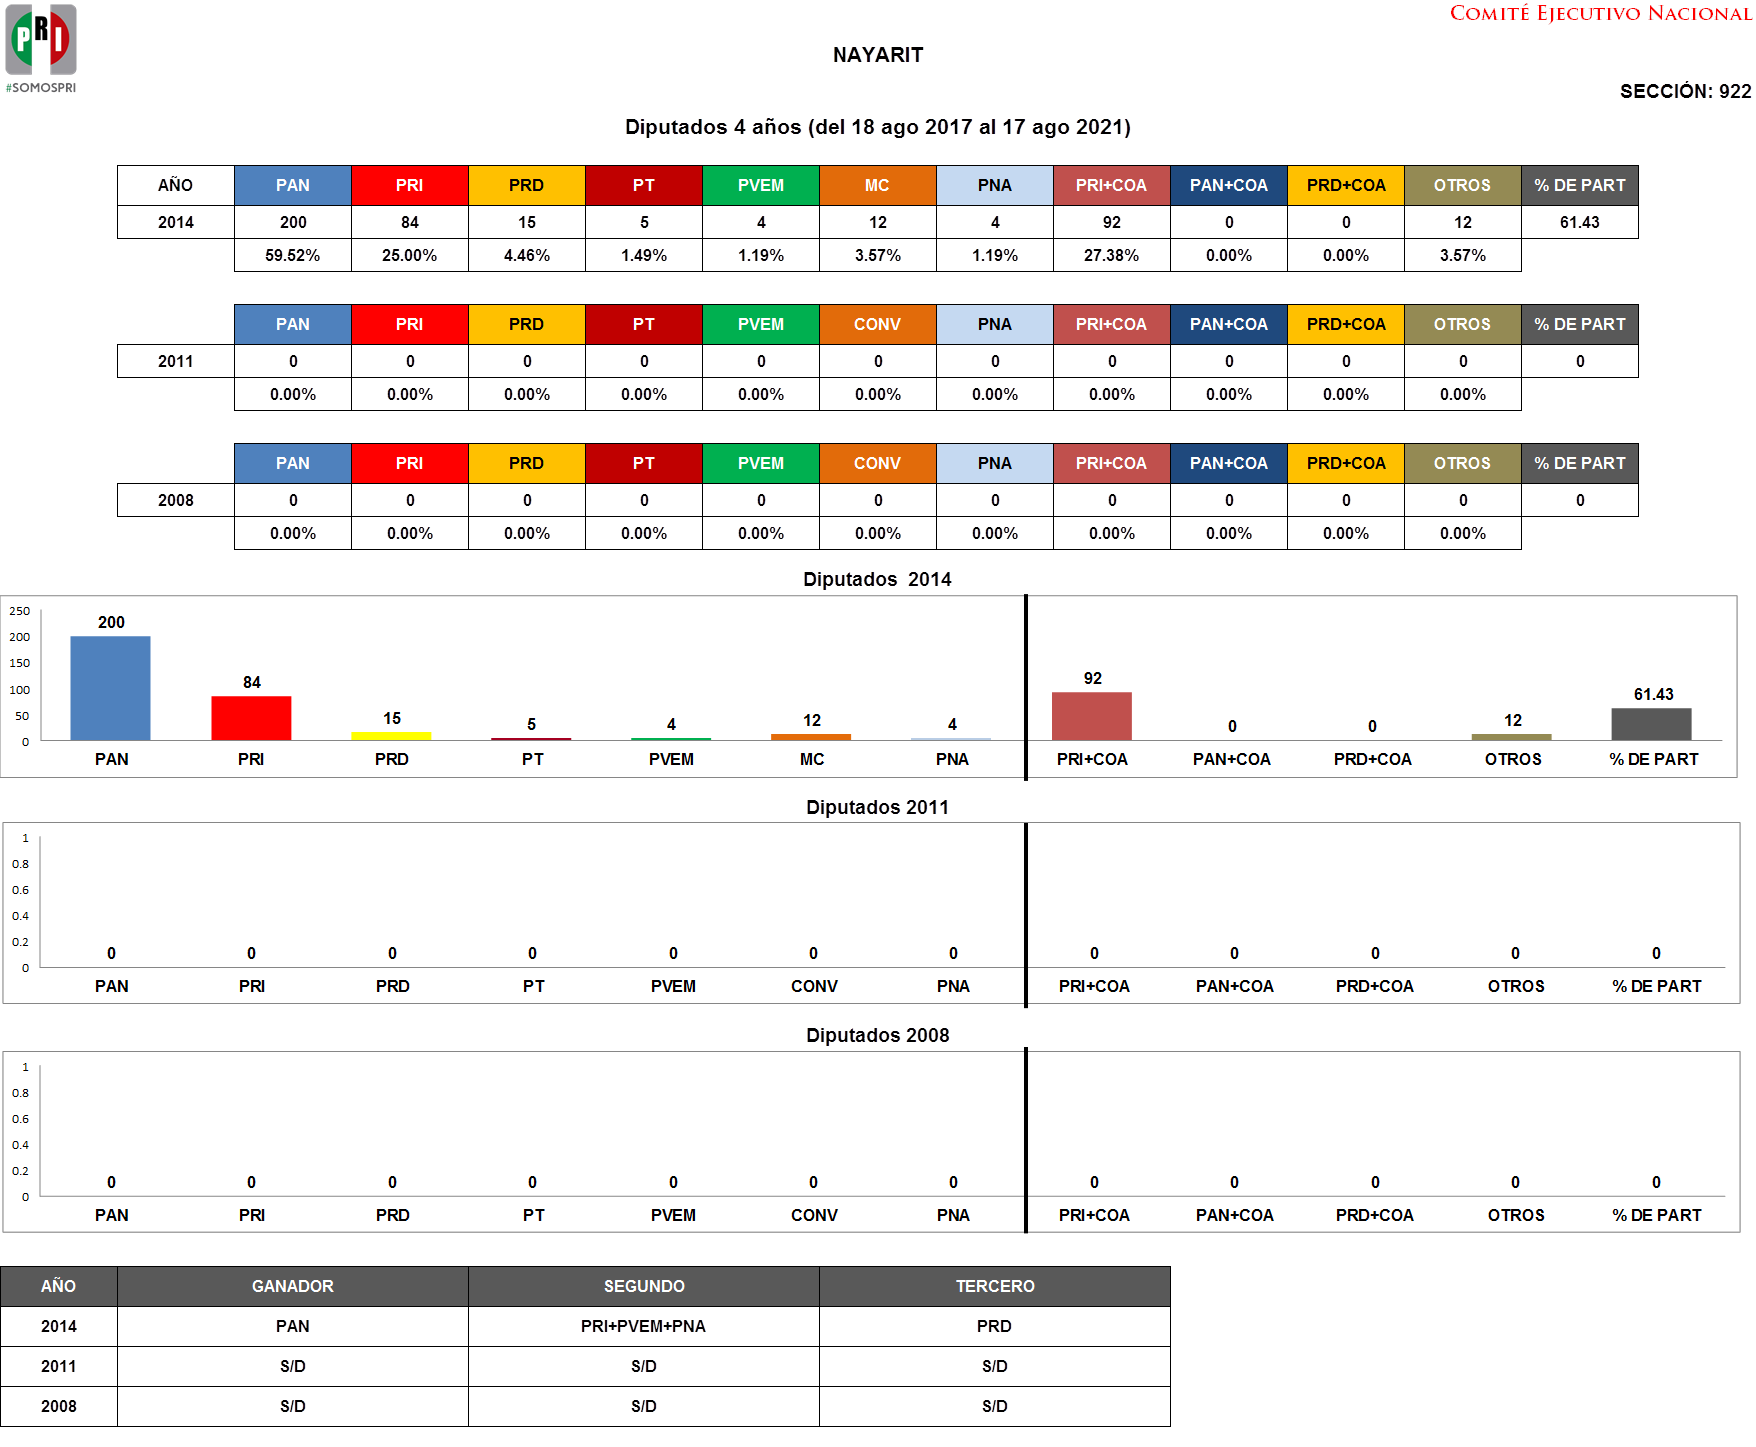 PRI
#SOMOSPRI
COMITÉ EJECUTIVO NACIONAL
NAYARIT
SECCIÓN: 922
Diputados 4 años (del 18 ago 2017 al 17 ago 2021)
AÑO PAN PRI PRD PT PVEM MC PNA PRI+COA PAN+COA PRD+COA OTROS % DE PART
2014 200 84 15 5 4 12 4 92 0 0 12 61.43
59.52% 25.00% 4.46% 1.49% 1.19% 3.57% 1.19% 27.38% 0.00% 0.00% 3.57%
PAN PRI PRD PT PVEM CONV PNA PRI+COA PAN+COA PRD+COA OTROS % DE PART
2011 0 0 0 0 0 0 0 0 0 0 0 0
0.00% 0.00% 0.00% 0.00% 0.00% 0.00% 0.00% 0.00% 0.00% 0.00% 0.00%
PAN PRI PRD PT PVEM CONV PNA PRI+COA PAN+COA PRD+COA OTROS % DE PART
2008 0 0 0 0 0 0 0 0 0 0 0 0
0.00% 0.00% 0.00% 0.00% 0.00% 0.00% 0.00% 0.00% 0.00% 0.00% 0.00%
Diputados 2014
250
200
150
100
50
0
200 84 15 5 4 12 4 92 0 0 12 61.43
PAN PRI PRD PT PVEM MC PNA PRI+COA PAN+COA PRD+COA OTROS % DE PART
Diputados 2011
1
0.8
0.6
0.4
0.2
0
0 0 0 0 0 0 0 0 0 0 0 0
PAN PRI PRD PT PVEM CONV PNA PRI+COA PAN+COA PRD+COA OTROS % DE PART
Diputados 2008
1
0.8
0.6
0.4
0.2
0
0 0 0 0 0 0 0 0 0 0 0 0
PAN PRI PRD PT PVEM CONV PNA PRI+COA PAN+COA PRD+COA OTROS % DE PART
AÑO GANADOR SEGUNDO TERCERO
2014 PAN PRI+PVEM+PNA PRD
2011 S/D S/D S/D
2008 S/D S/D S/D